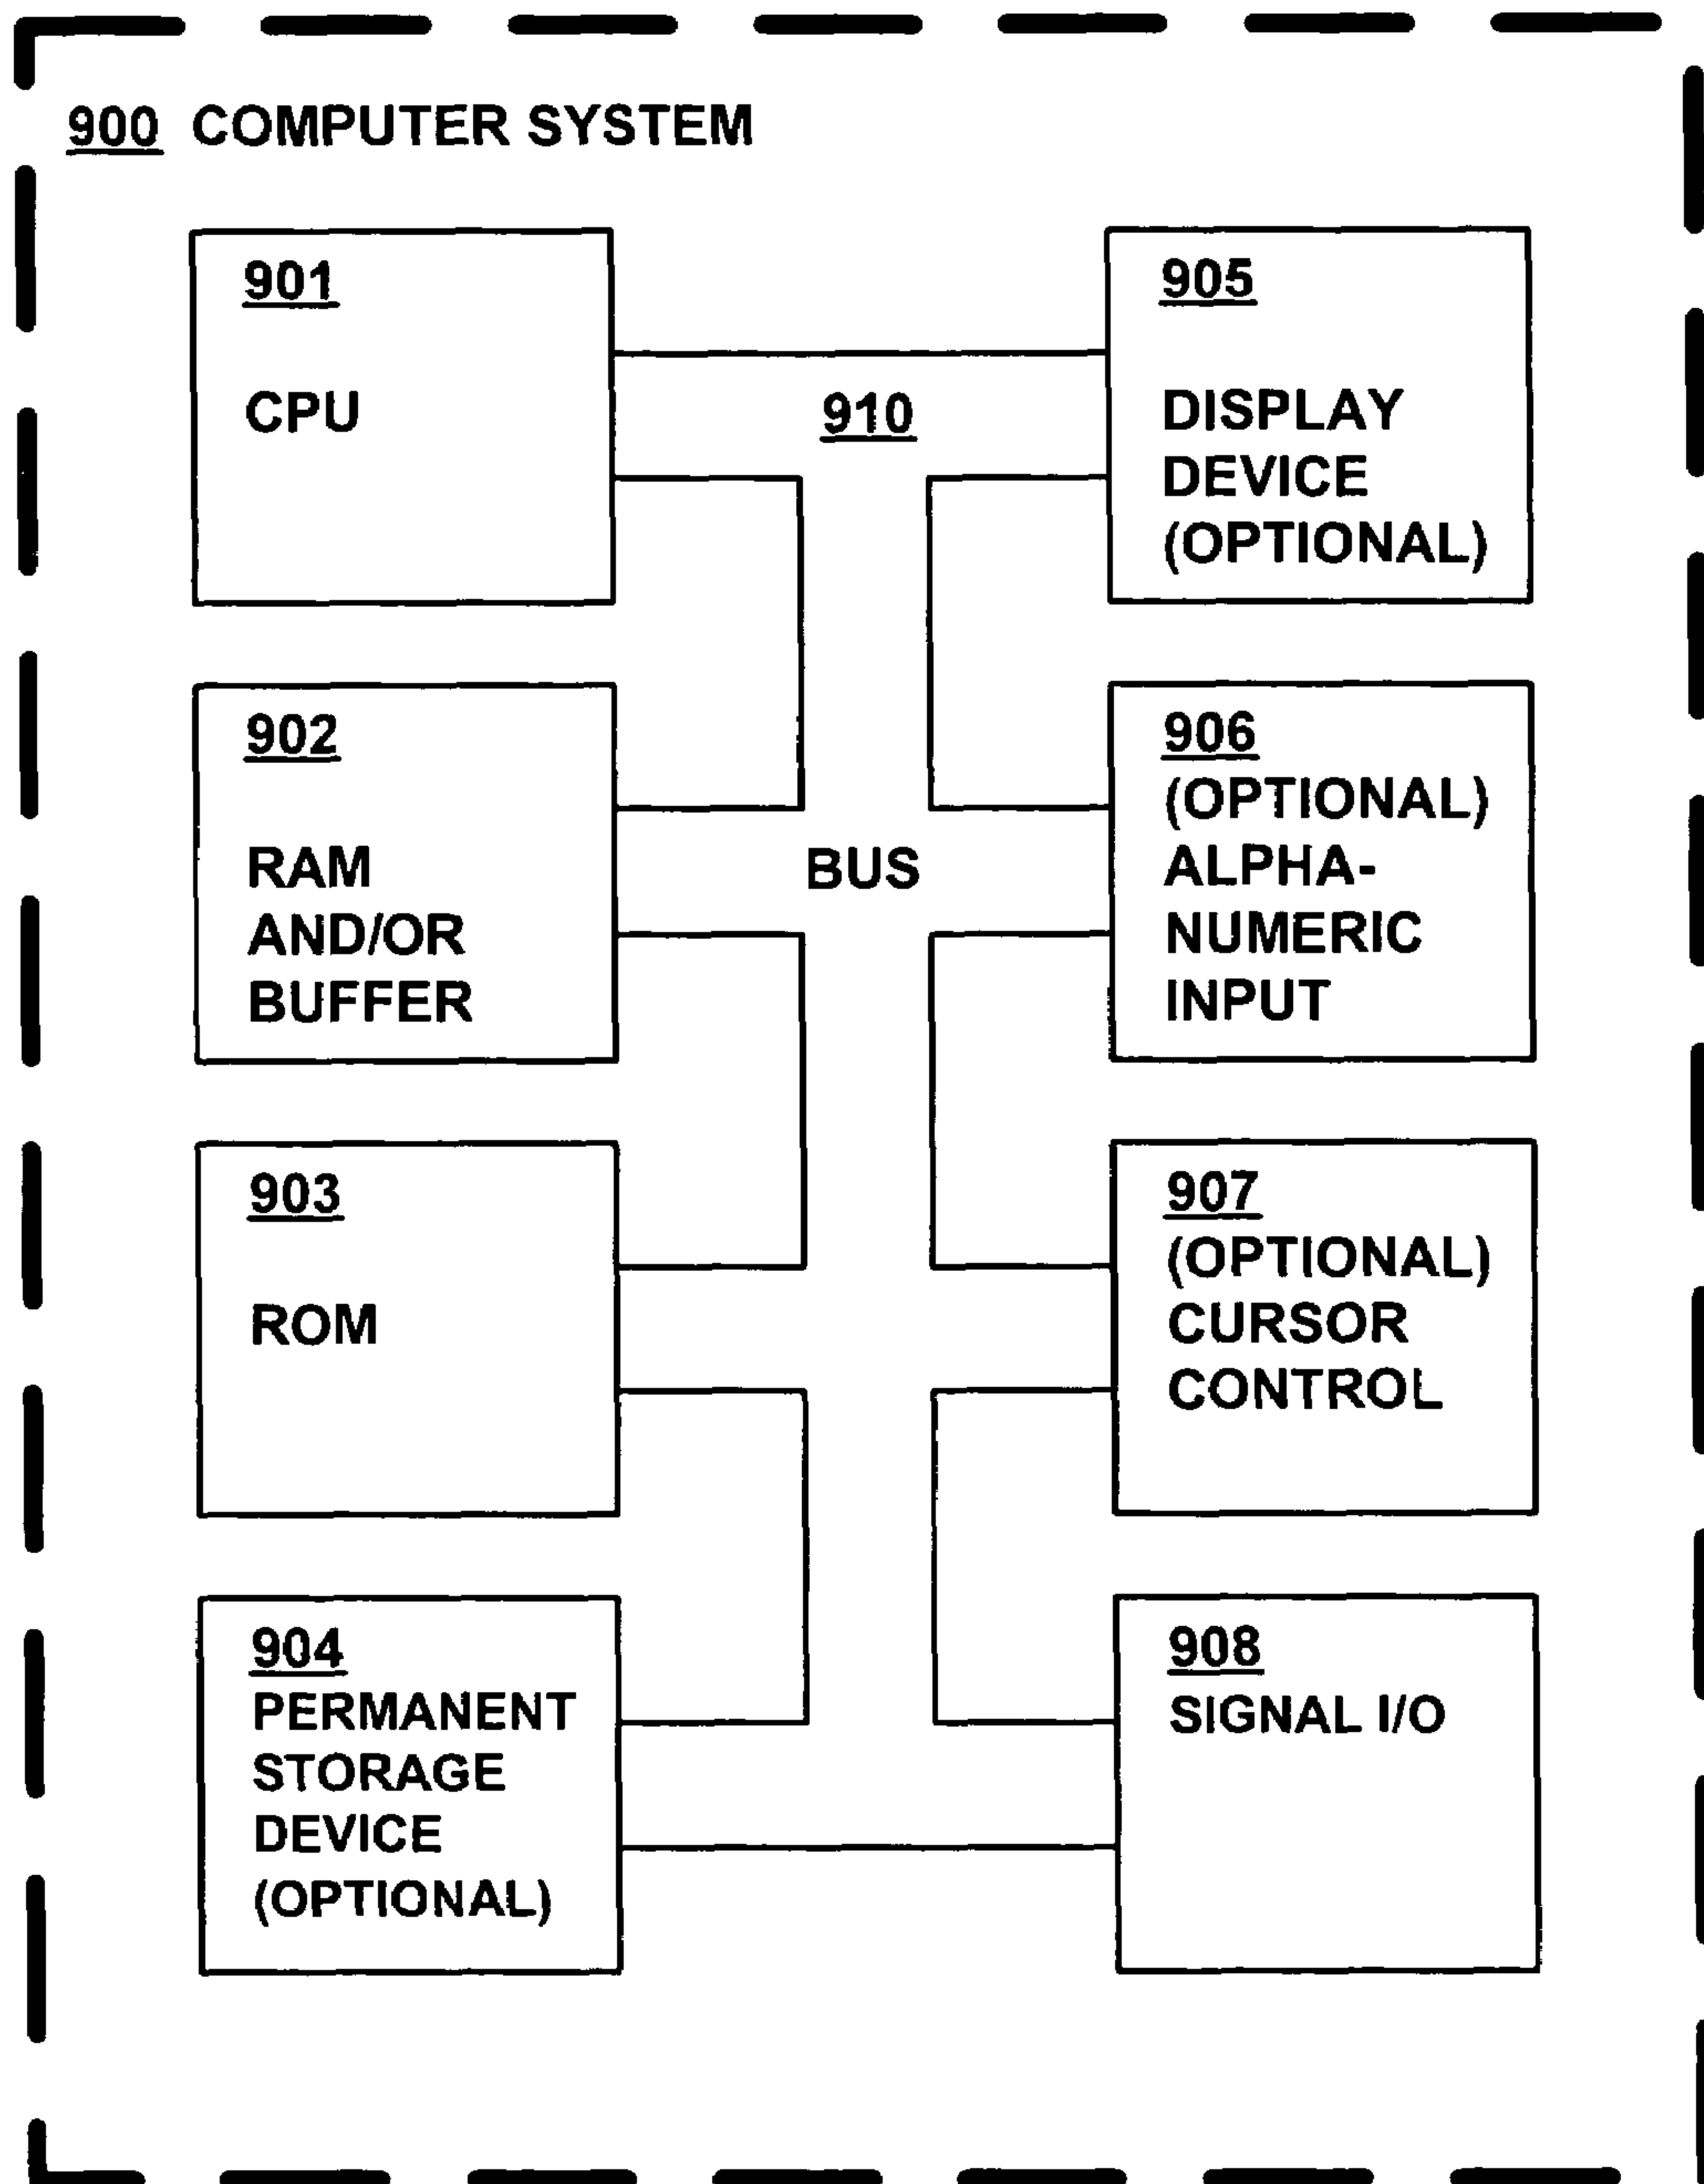 900 COMPUTER SYSTEM
901
CPU
910
905
DISPLAY
DEVICE
(OPTIONAL)
902
RAM
AND/OR
BUFFER
BUS
906
(OPTIONAL)
ALPHA-
NUMERIC
INPUT
903
ROM
907
(OPTIONAL)
CURSOR
CONTROL
904
PERMANENT
STORAGE
DEVICE
(OPTIONAL)
908
SIGNAL I/O